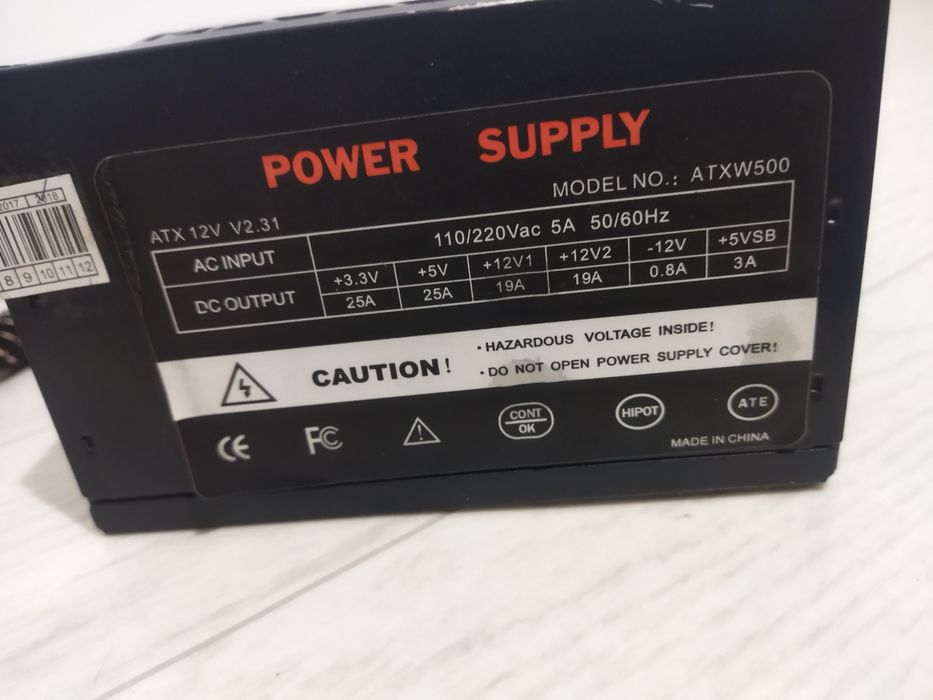 POWER SUPPLY
MODEL NO.: ATXW500
ATX 12V V2.31
AC INPUT 110/220Vac 5A 50/60Hz
DC OUTPUT +3.3V +5V +12V1 +12V2 -12V +5VSB
25A 25A 19A 19A 0.8A 3A
CAUTION!
• HAZARDOUS VOLTAGE INSIDE!
• DO NOT OPEN POWER SUPPLY COVER!
CE FC CONT OK HIPOT ATE
MADE IN CHINA
2017 2018
8 9 10 11 12